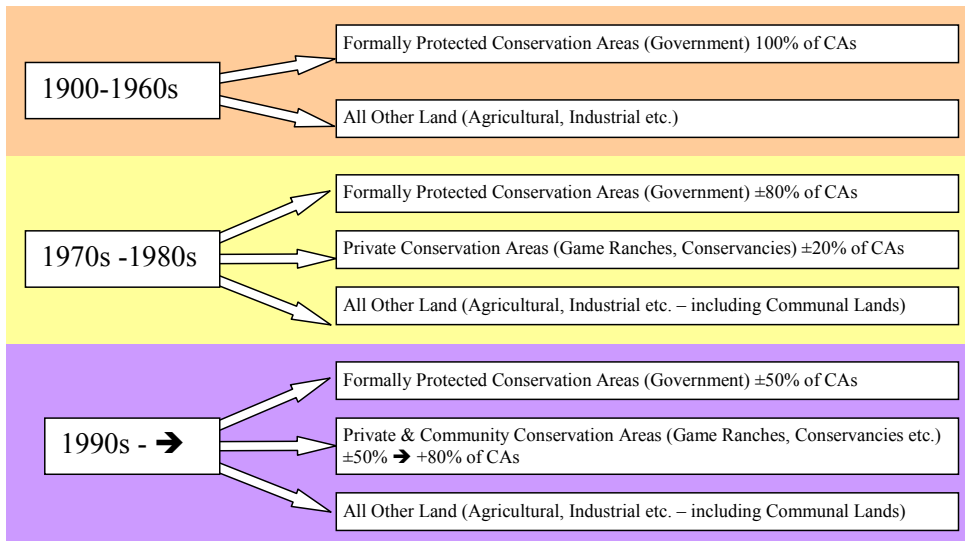 Formally Protected Conservation Areas (Government) 100% of CAs
1900-1960s
All Other Land (Agricultural, Industrial etc.)
Formally Protected Conservation Areas (Government) ±80% of CAs
1970s -1980s
Private Conservation Areas (Game Ranches, Conservancies) ±20% of CAs
All Other Land (Agricultural, Industrial etc. – including Communal Lands)
Formally Protected Conservation Areas (Government) ±50% of CAs
1990s - ➔
Private & Community Conservation Areas (Game Ranches, Conservancies etc.)
±50% ➔ +80% of CAs
All Other Land (Agricultural, Industrial etc. – including Communal Lands)